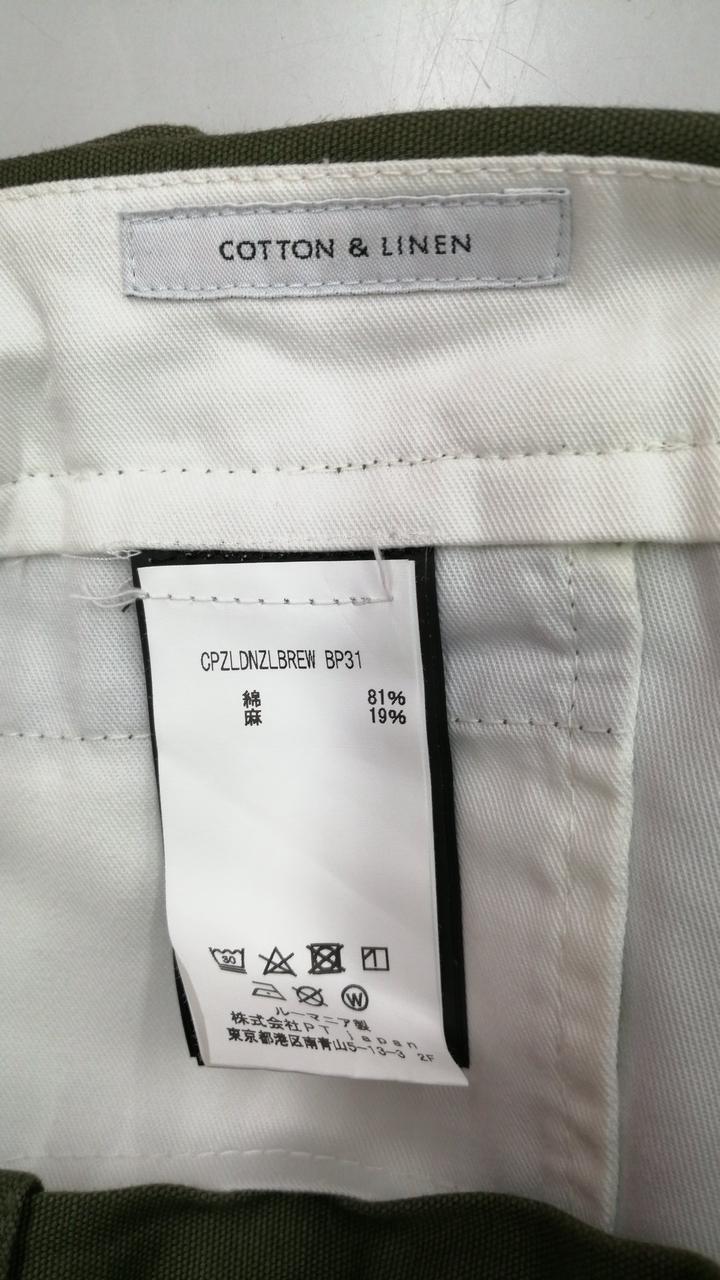 COTTON & LINEN
CPZLDNZLBREW BP31
綿 81%
麻 19%
30
W
ルーマニア製
株式会社PT japan
東京都港区南青山5-13-3 2F